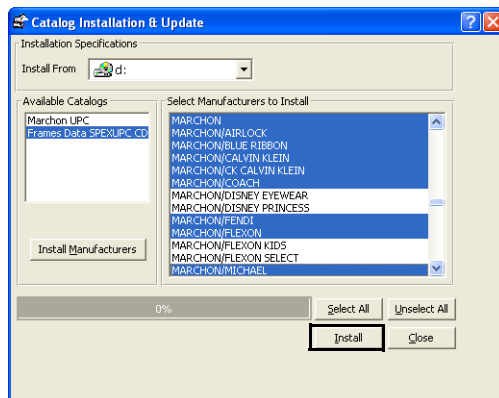 Catalog Installation & Update
Installation Specifications
Install From
d:
Available Catalogs
Marchon UPC
Frames Data SPEXUPC CD
Install Manufacturers
Select Manufacturers to Install
MARCHON
MARCHON/AIRLOCK
MARCHON/BLUE RIBBON
MARCHON/CALVIN KLEIN
MARCHON/CK CALVIN KLEIN
MARCHON/COACH
MARCHON/DISNEY EYEWEAR
MARCHON/DISNEY PRINCESS
MARCHON/FENDI
MARCHON/FLEXON
MARCHON/FLEXON KIDS
MARCHON/FLEXON SELECT
MARCHON/MICHAEL
0%
Select All
Unselect All
Install
Close